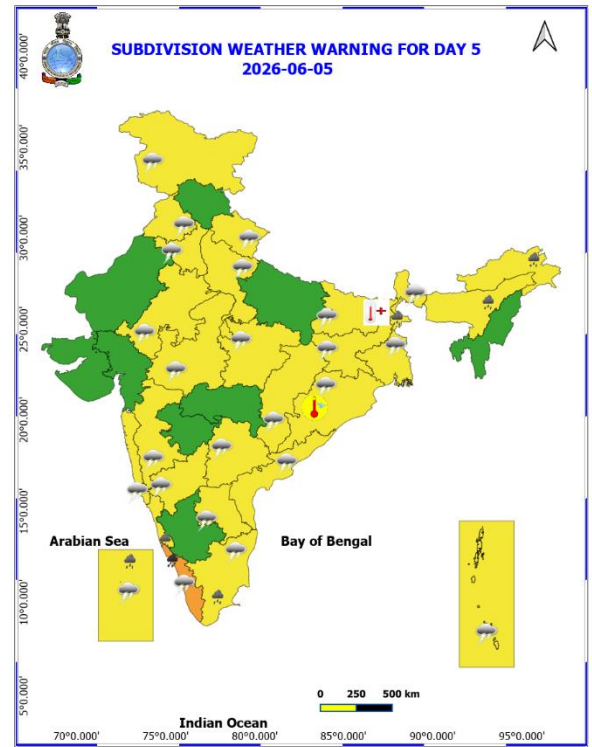 SUBDIVISION WEATHER WARNING FOR DAY 5
2026-06-05
40°0.000'
35°0.000'
30°0.000'
25°0.000'
20°0.000'
15°0.000'
10°0.000'
5°0.000'
Arabian Sea
Bay of Bengal
0 250 500 km
Indian Ocean
70°0.000' 75°0.000' 80°0.000' 85°0.000' 90°0.000' 95°0.000'